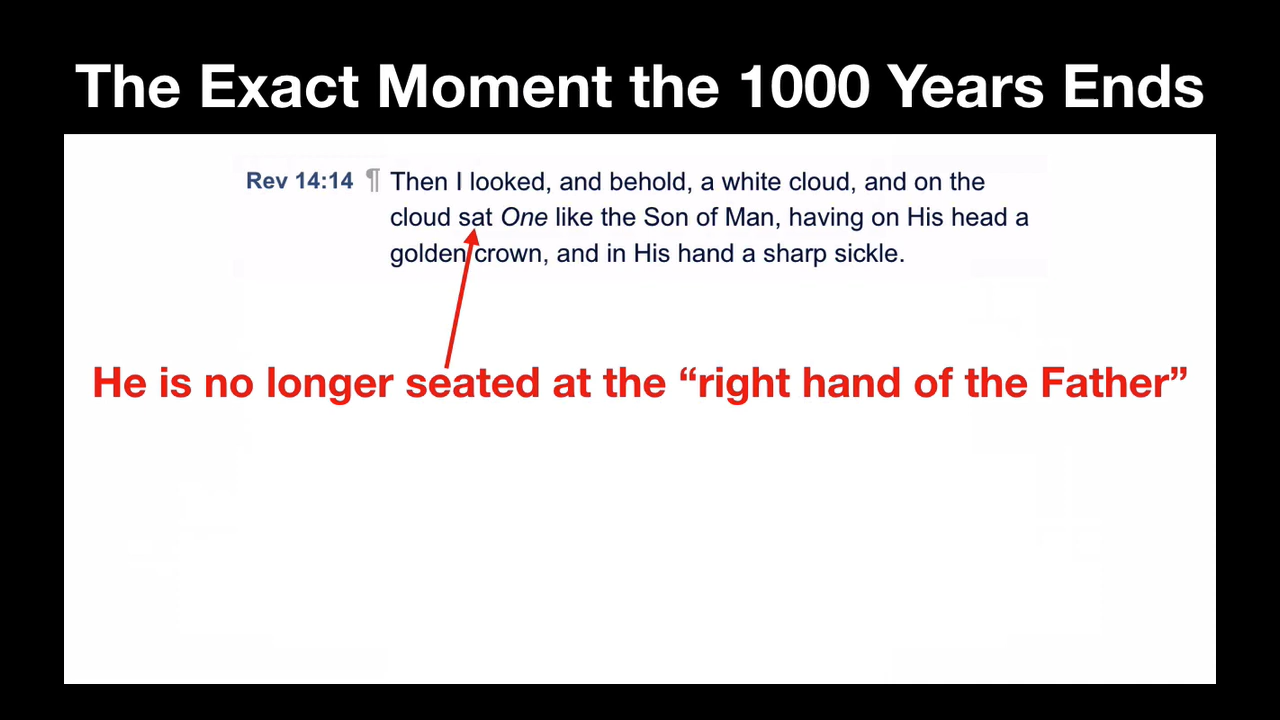 The Exact Moment the 1000 Years Ends
Rev 14:14 ¶ Then I looked, and behold, a white cloud, and on the
cloud sat One like the Son of Man, having on His head a
golden crown, and in His hand a sharp sickle.
He is no longer seated at the “right hand of the Father”